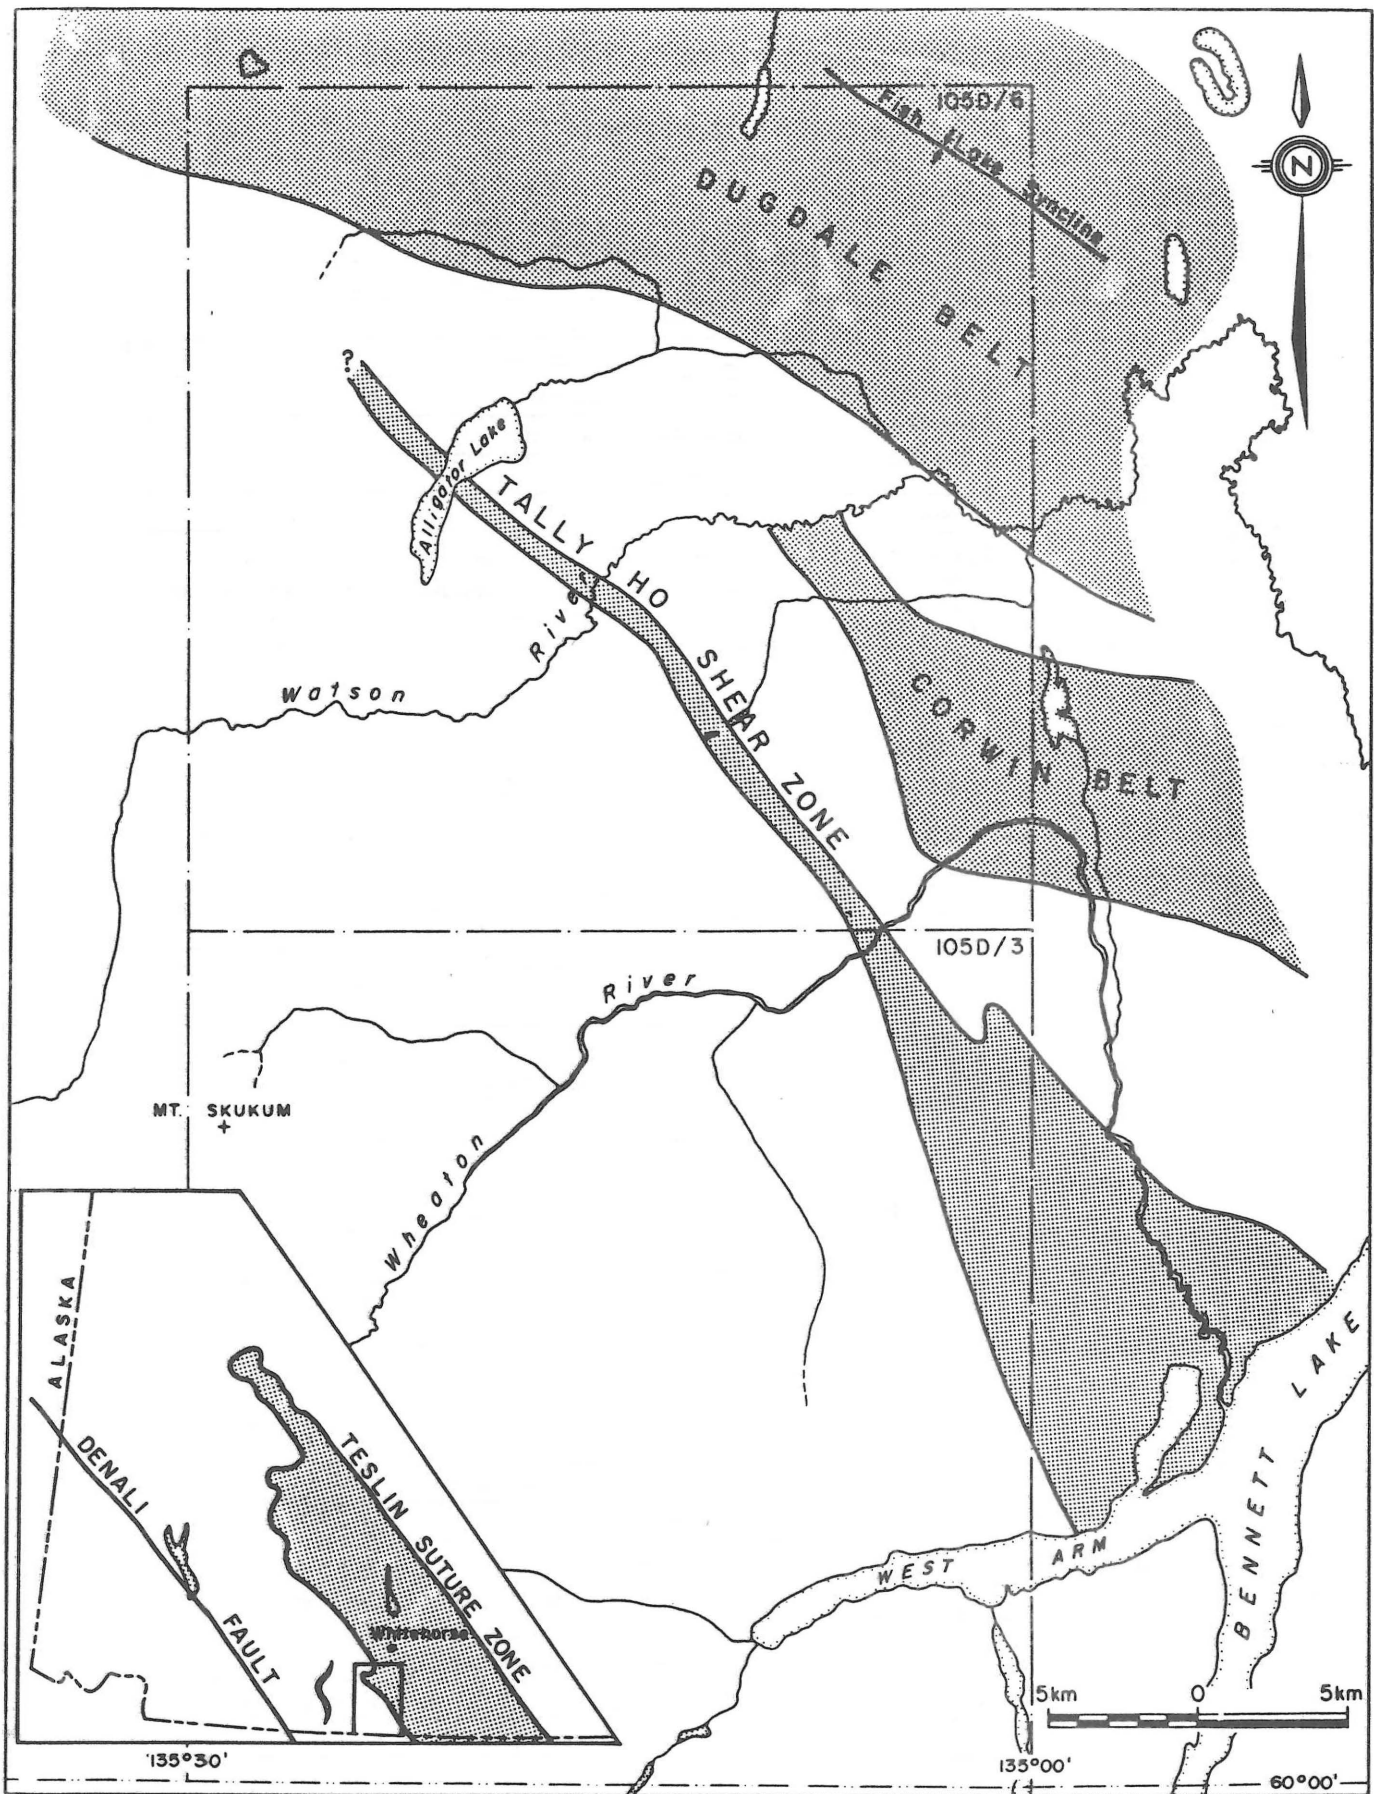 105D/6
Fish Lake Syncline
N
DUGDALE BELT
?
Alligator Lake
TALLY HO SHEAR ZONE
Watson River
CORWIN BELT
105D/3
Wheaton River
MT. SKUKUM
ALASKA
DENALI FAULT
TESLIN SUTURE ZONE
Whitehorse
WEST ARM
BENNETT LAKE
5km 0 5km
135°30'
135°00'
60°00'